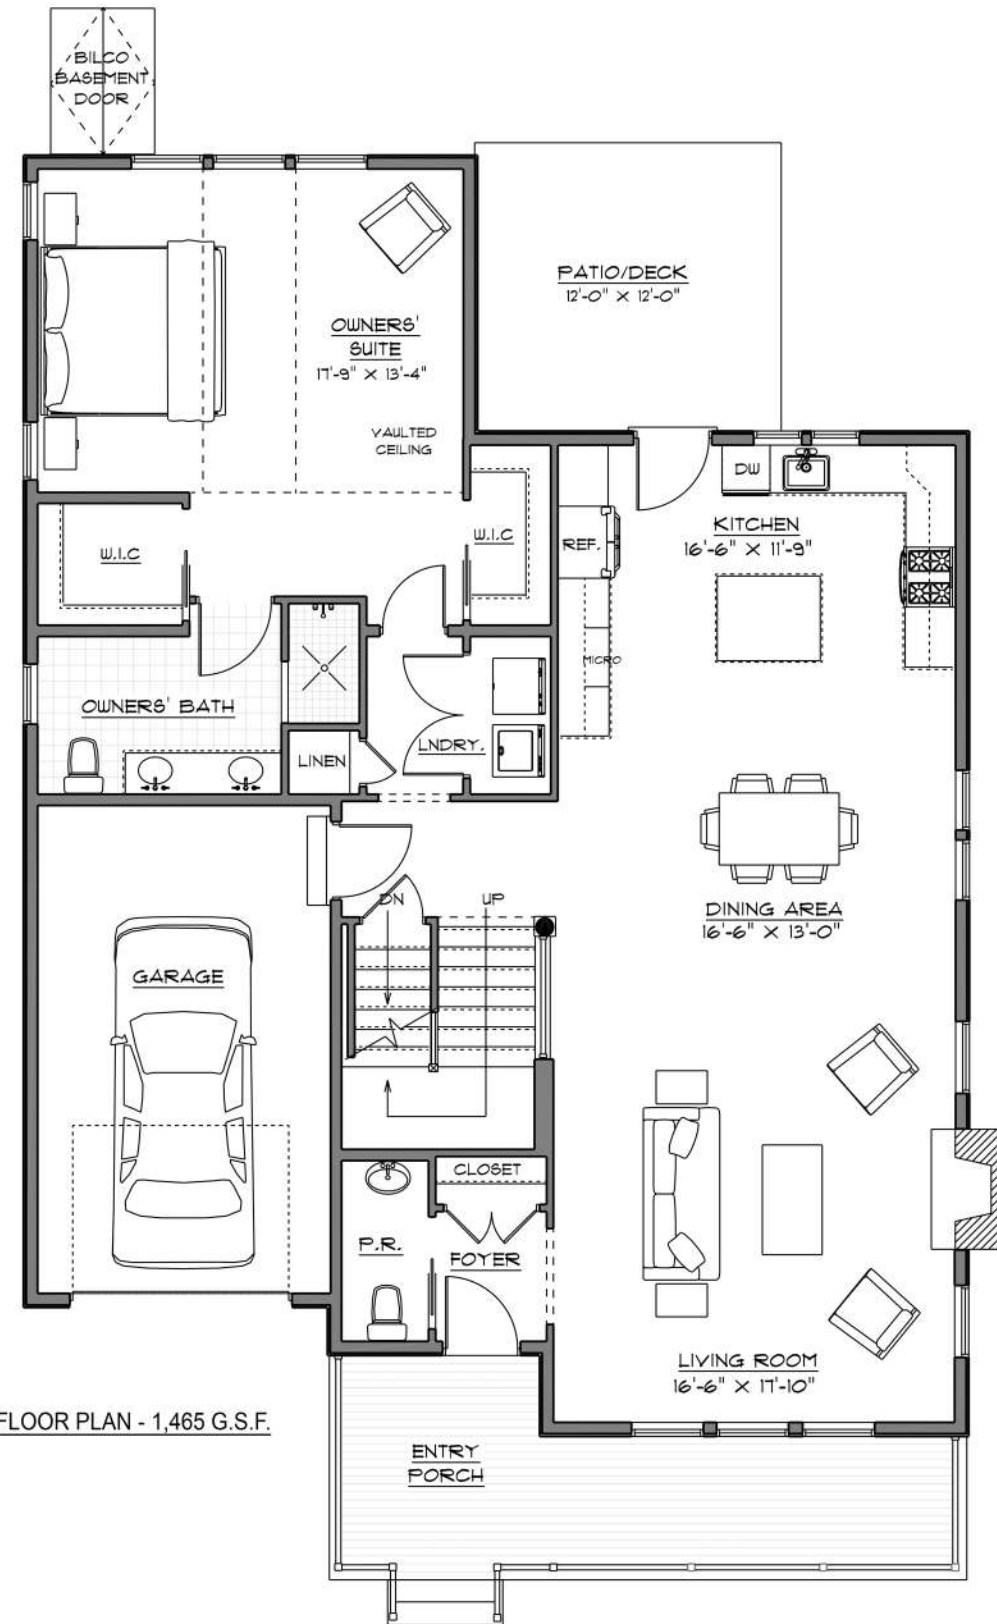 BILCO
BASEMENT
DOOR
PATIO/DECK
12'-0" X 12'-0"
OWNERS'
SUITE
17'-9" X 13'-4"
VAULTED
CEILING
DW
KITCHEN
16'-6" X 11'-9"
W.I.C
W.I.C
REF.
MICRO
OWNERS' BATH
LNDRY.
LINEN
DN
UP
DINING AREA
16'-6" X 13'-0"
GARAGE
CLOSET
P.R.
FOYER
LIVING ROOM
16'-6" X 17'-10"
FLOOR PLAN - 1,465 G.S.F.
ENTRY
PORCH